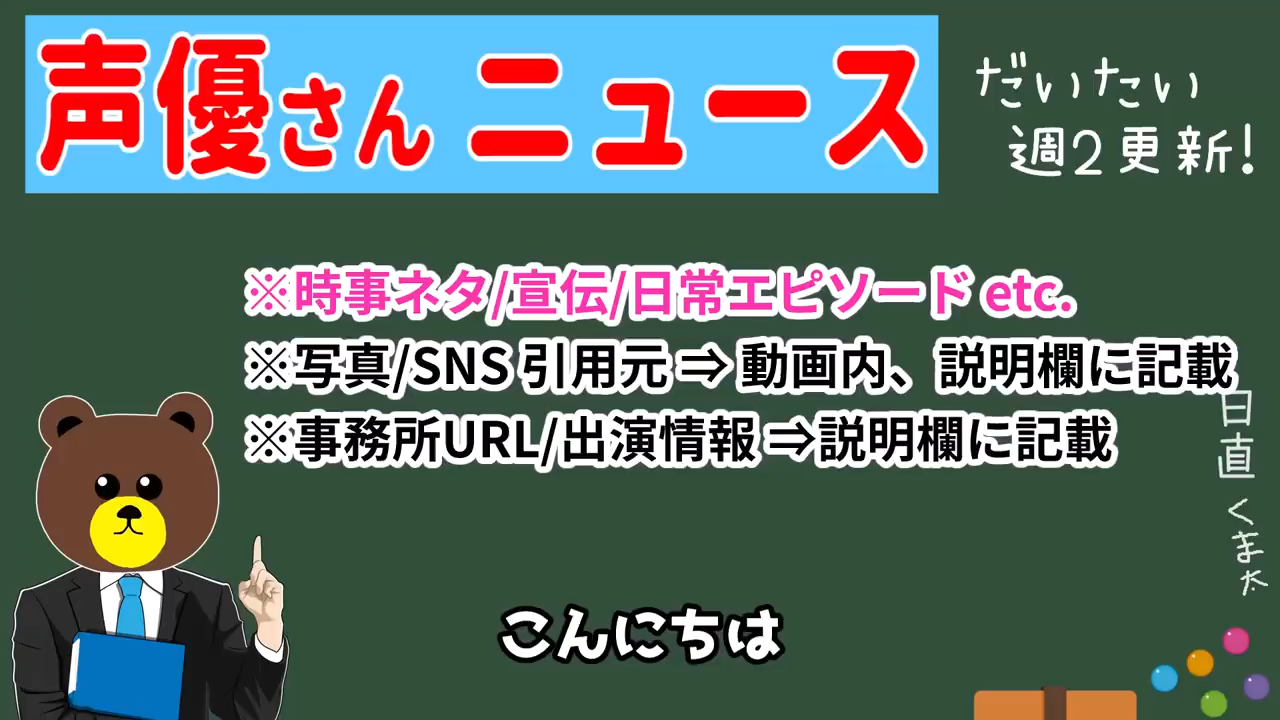 声優さん ニュース
だいたい
週2更新!
※時事ネタ/宣伝/日常エピソード etc.
※写真/SNS 引用元 ⇒ 動画内、説明欄に記載
※事務所URL/出演情報 ⇒説明欄に記載
日直 くま太
こんにちは